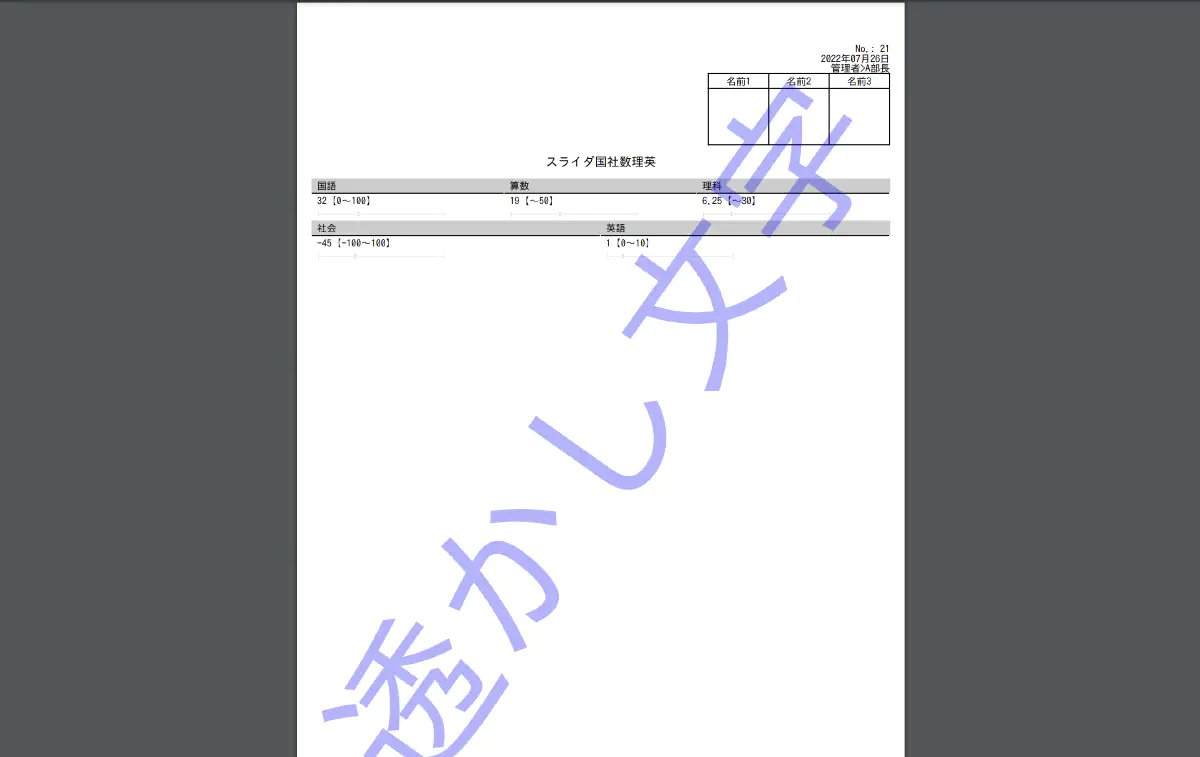 No.: 21
2022年07月26日
管理者>A部長
名前1 名前2 名前3
スライダ国社数理英
国語 算数 理科
32【0～100】 19【～50】 6.25【～30】
社会 英語
-45【-100～100】 1【0～10】
透かし文字